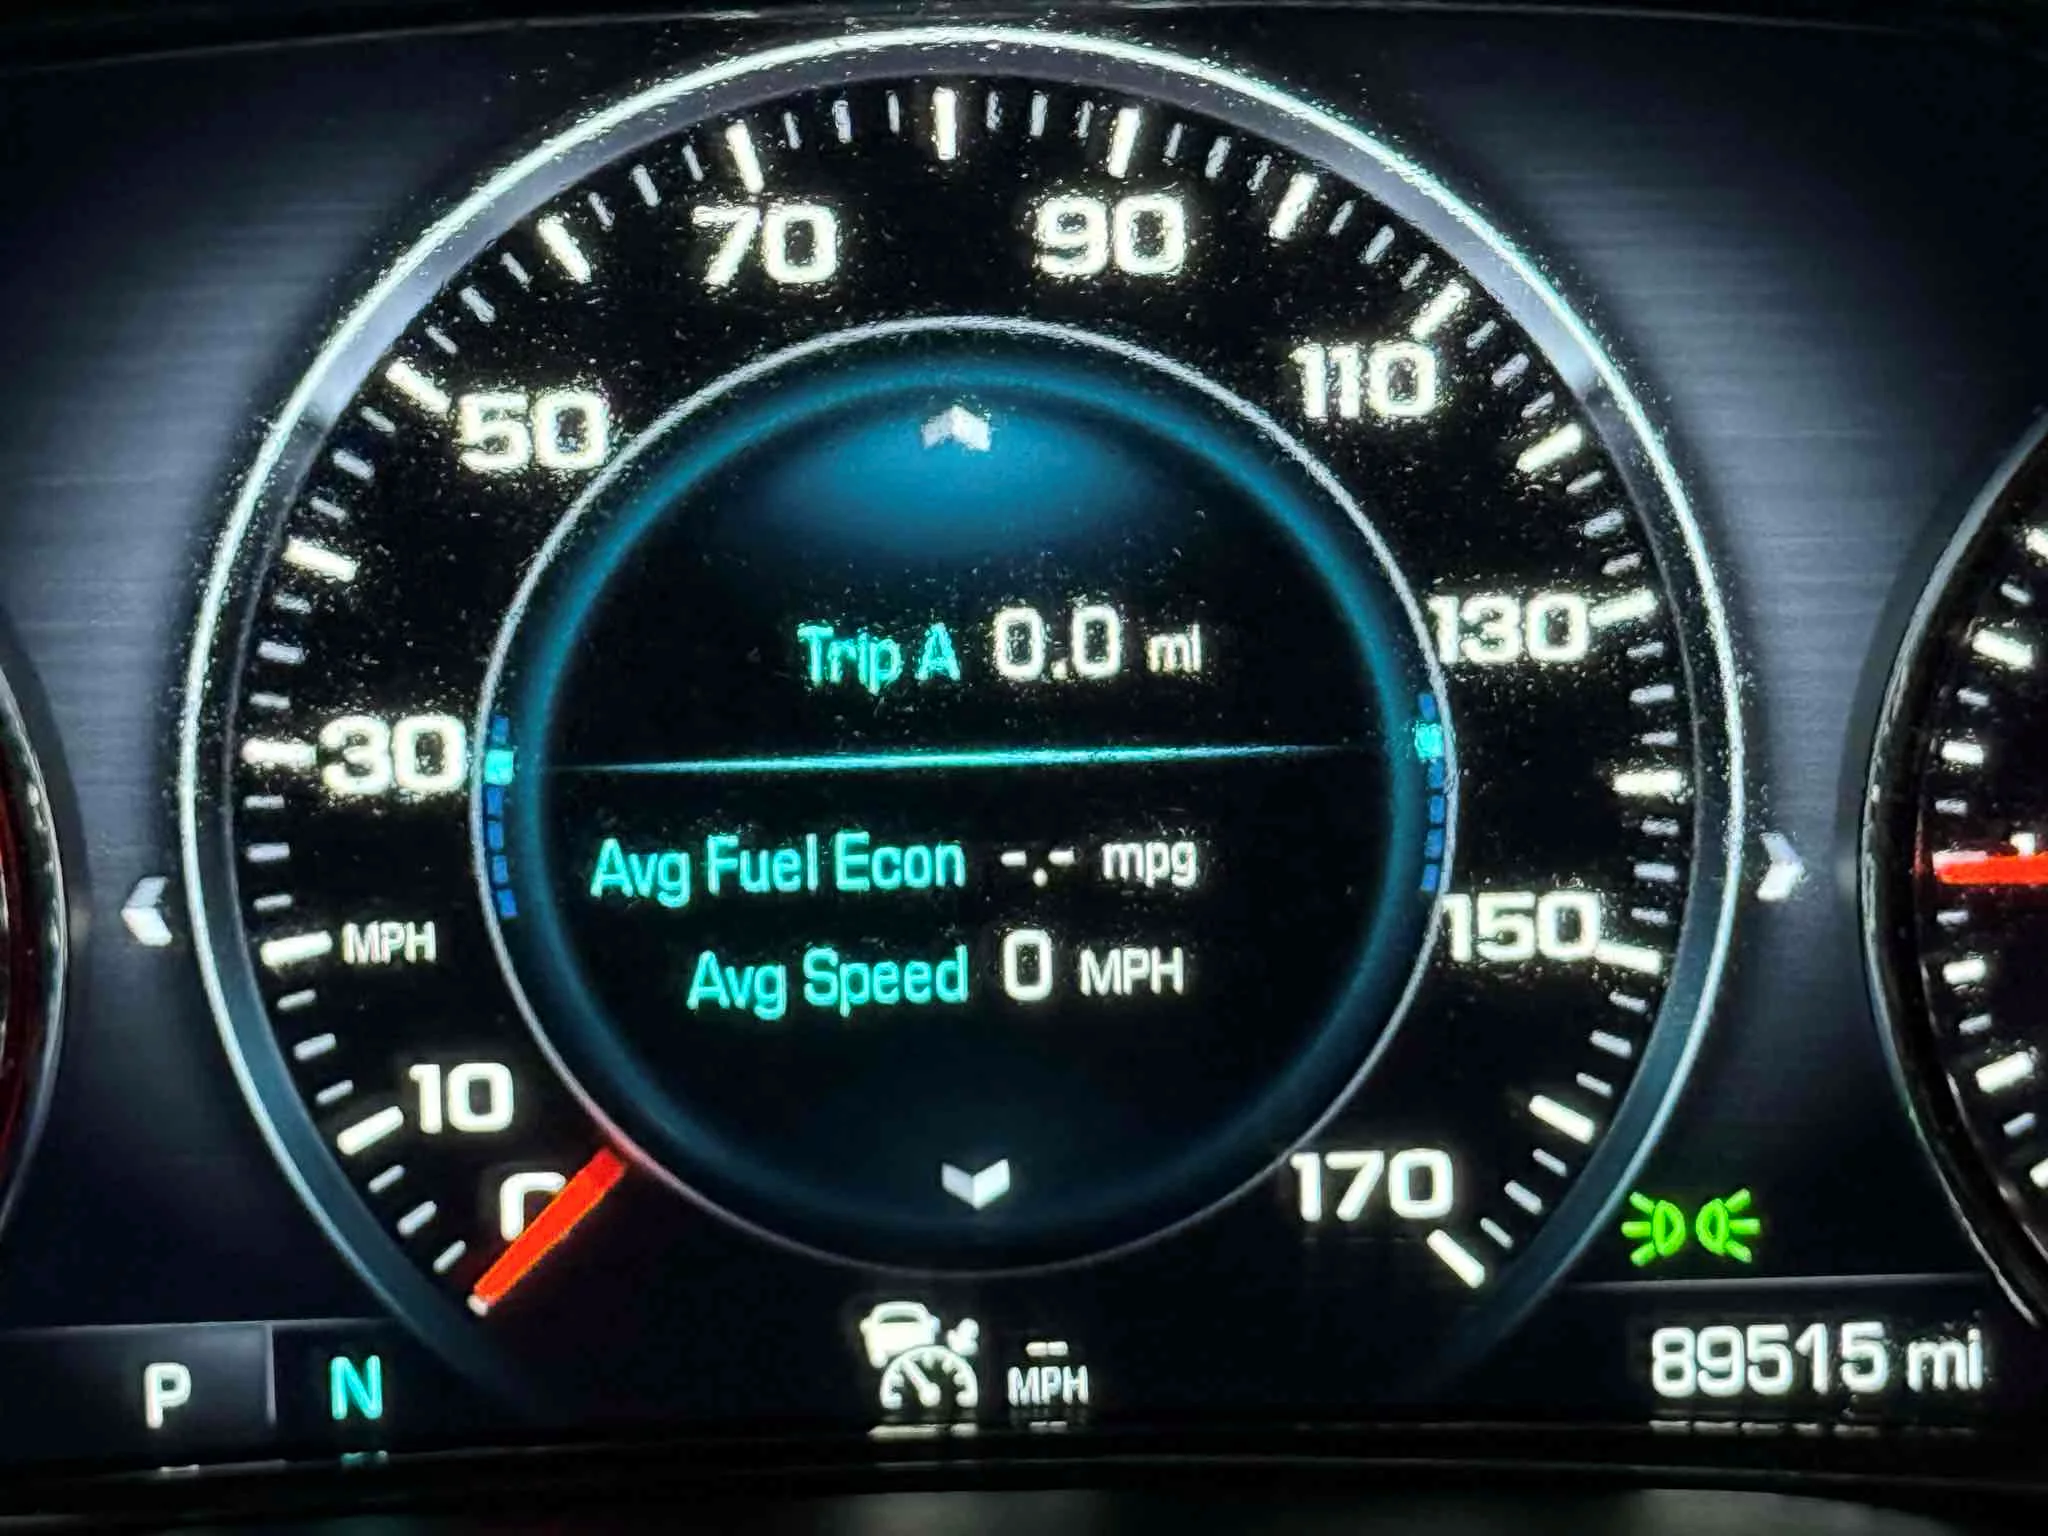 70 90
50 110
130
30
150
MPH
10
170
0
Trip A 0.0 mi
Avg Fuel Econ -.- mpg
Avg Speed 0 MPH
P N
-- MPH
89515 mi